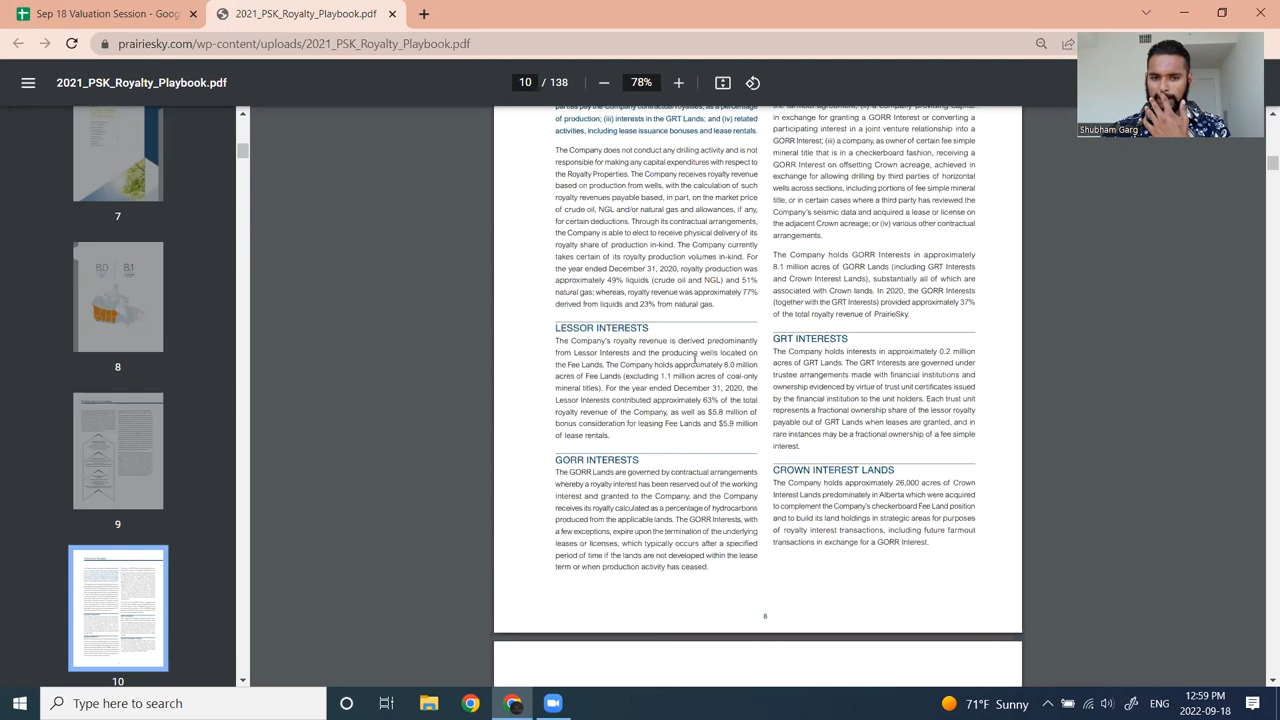 Valuation Session
2021_PSK_Royalty_Playbook.pdf
prairiesky.com/wp-content/uploads/2021_PSK_Royalty_Playbook.pdf
2021_PSK_Royalty_Playbook.pdf
10 / 138
78%
Shubham Garg
7
8
9
10
of production; (iii) interests in the GRT Lands; and (iv) related
activities, including lease issuance bonuses and lease rentals.
The Company does not conduct any drilling activity and is not
responsible for making any capital expenditures with respect to
the Royalty Properties. The Company receives royalty revenue
based on production from wells, with the calculation of such
royalty revenues payable based, in part, on the market price
of crude oil, NGL and/or natural gas and allowances, if any,
for certain deductions. Through its contractual arrangements,
the Company is able to elect to receive physical delivery of its
royalty share of production in-kind. The Company currently
takes certain of its royalty production volumes in-kind. For
the year ended December 31, 2020, royalty production was
approximately 49% liquids (crude oil and NGL) and 51%
natural gas; whereas, royalty revenue was approximately 77%
derived from liquids and 23% from natural gas.
LESSOR INTERESTS
The Company's royalty revenue is derived predominantly
from Lessor Interests and the producing wells located on
the Fee Lands. The Company holds approximately 8.0 million
acres of Fee Lands (excluding 1.1 million acres of coal-only
mineral titles). For the year ended December 31, 2020, the
Lessor Interests contributed approximately 63% of the total
royalty revenue of the Company, as well as $5.8 million of
bonus consideration for leasing Fee Lands and $5.9 million
of lease rentals.
GORR INTERESTS
The GORR Lands are governed by contractual arrangements
whereby a royalty interest has been reserved out of the working
interest and granted to the Company, and the Company
receives its royalty calculated as a percentage of hydrocarbons
produced from the applicable lands. The GORR Interests, with
a few exceptions, expire upon the termination of the underlying
leases or licenses, which typically occurs after a specified
period of time if the lands are not developed within the lease
term or when production activity has ceased.
in exchange for granting a GORR Interest or converting a
participating interest in a joint venture relationship into a
GORR Interest; (iii) a company, as owner of certain fee simple
mineral title that is in a checkerboard fashion, receiving a
GORR Interest on offsetting Crown acreage, achieved in
exchange for allowing drilling by third parties of horizontal
wells across sections, including portions of fee simple mineral
title, or in certain cases where a third party has reviewed the
Company's seismic data and acquired a lease or license on
the adjacent Crown acreage; or (iv) various other contractual
arrangements.
The Company holds GORR Interests in approximately
8.1 million acres of GORR Lands (including GRT Interests
and Crown Interest Lands), substantially all of which are
associated with Crown lands. In 2020, the GORR Interests
(together with the GRT Interests) provided approximately 37%
of the total royalty revenue of PrairieSky.
GRT INTERESTS
The Company holds interests in approximately 0.2 million
acres of GRT Lands. The GRT Interests are governed under
trustee arrangements made with financial institutions and
ownership evidenced by virtue of trust unit certificates issued
by the financial institution to the unit holders. Each trust unit
represents a fractional ownership share of the lessor royalty
payable out of GRT Lands when leases are granted, and in
rare instances may be a fractional ownership of a fee simple
interest.
CROWN INTEREST LANDS
The Company holds approximately 26,000 acres of Crown
Interest Lands predominately in Alberta which were acquired
to complement the Company's checkerboard Fee Land position
and to build its land holdings in strategic areas for purposes
of royalty interest transactions, including future farmout
transactions in exchange for a GORR Interest.
8
Type here to search
71°F Sunny
ENG
12:59 PM
2022-09-18